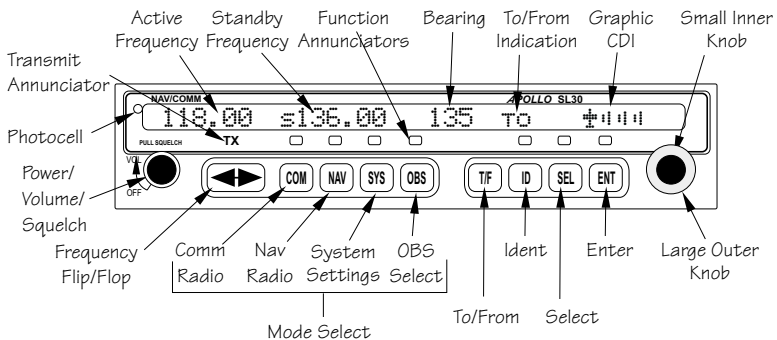 Active Frequency
Standby Frequency
Function Annunciators
Bearing
To/From Indication
Graphic CDI
Small Inner Knob
Transmit Annunciator
NAV/COMM
APOLLO SL30
118.00 s136.00 135 TO
Photocell
PULL SQUELCH
TX
VOL
OFF
Power/Volume/Squelch
COM NAV SYS OBS T/F ID SEL ENT
Frequency Flip/Flop
Comm Radio
Nav Radio
System Settings
OBS Select
Ident
Enter
Large Outer Knob
To/From
Select
Mode Select